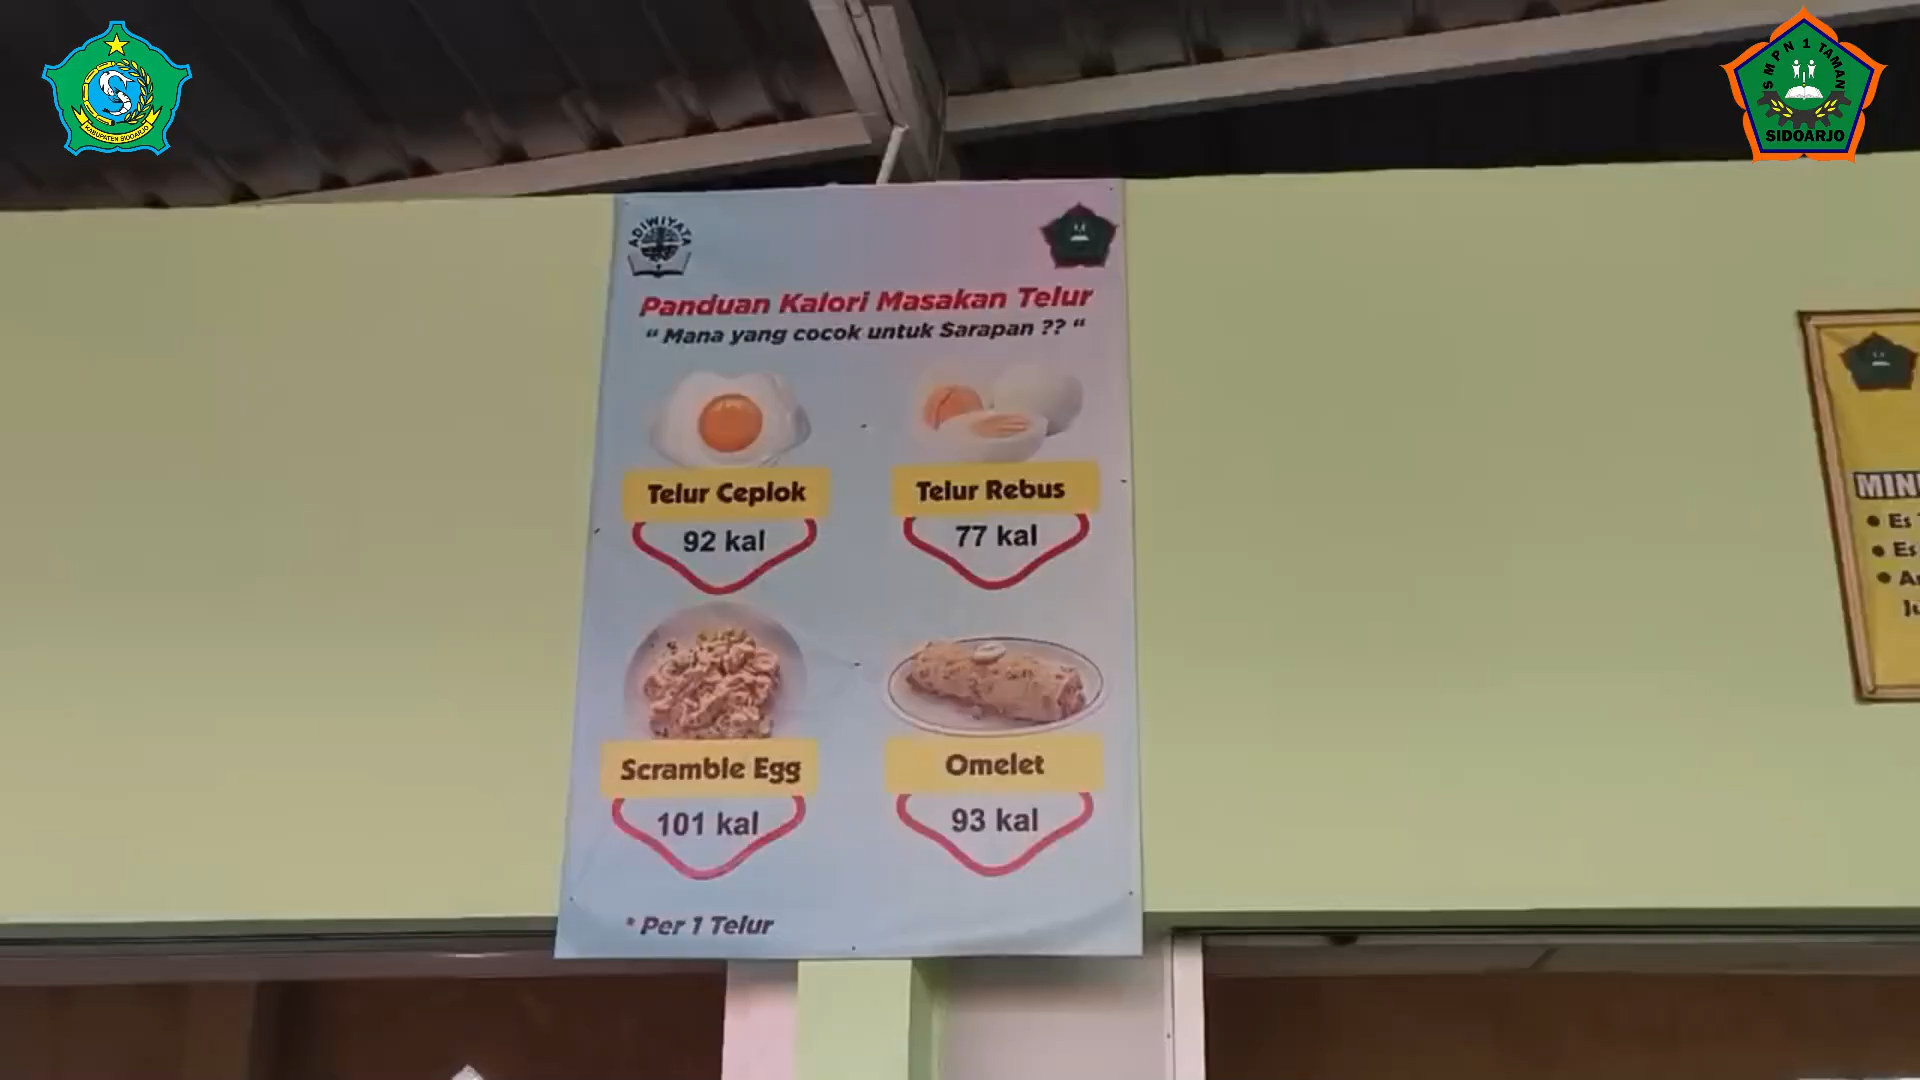 KABUPATEN SIDOARJO
SMPN 1 TAMAN
SIDOARJO
ADIWIYATA
Panduan Kalori Masakan Telur
" Mana yang cocok untuk Sarapan ?? "
Telur Ceplok
92 kal
Telur Rebus
77 kal
Scramble Egg
101 kal
Omelet
93 kal
* Per 1 Telur
Es
Es